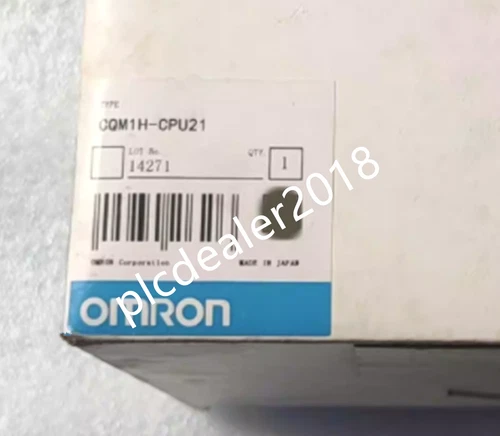 TYPE
CQM1H-CPU21
LOT No. QTY.
14271 1
OMRON Corporation MADE IN JAPAN
OMRON
plcdealer2018